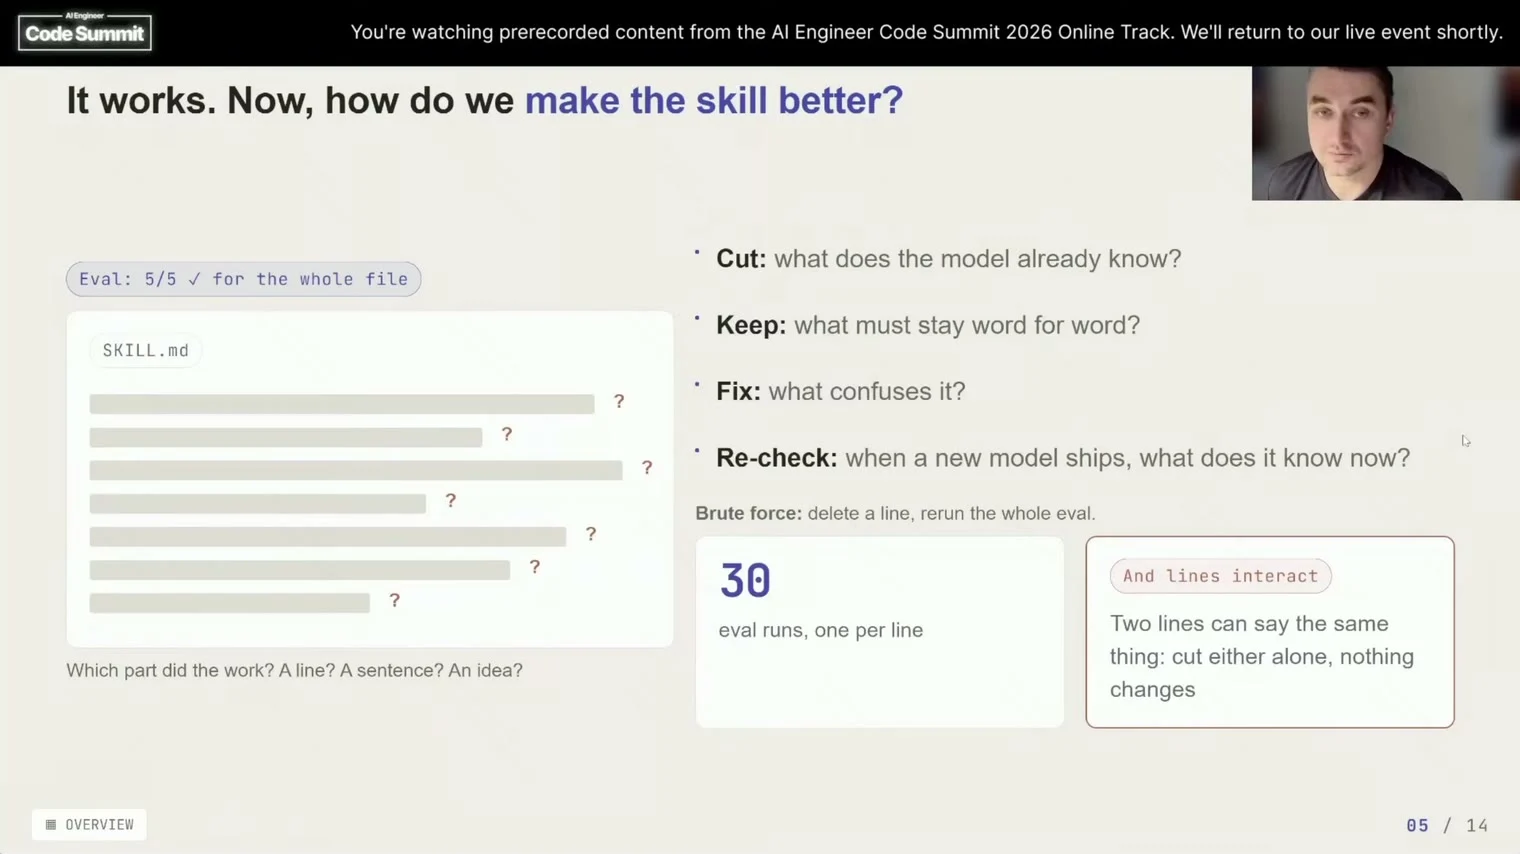 AI Engineer
Code Summit
You're watching prerecorded content from the AI Engineer Code Summit 2026 Online Track. We'll return to our live event shortly.
It works. Now, how do we make the skill better?
Eval: 5/5 ✓ for the whole file
SKILL.md
?
?
?
?
?
?
?
Which part did the work? A line? A sentence? An idea?
• Cut: what does the model already know?
• Keep: what must stay word for word?
• Fix: what confuses it?
• Re-check: when a new model ships, what does it know now?
Brute force: delete a line, rerun the whole eval.
30
eval runs, one per line
And lines interact
Two lines can say the same
thing: cut either alone, nothing
changes
OVERVIEW
05 / 14